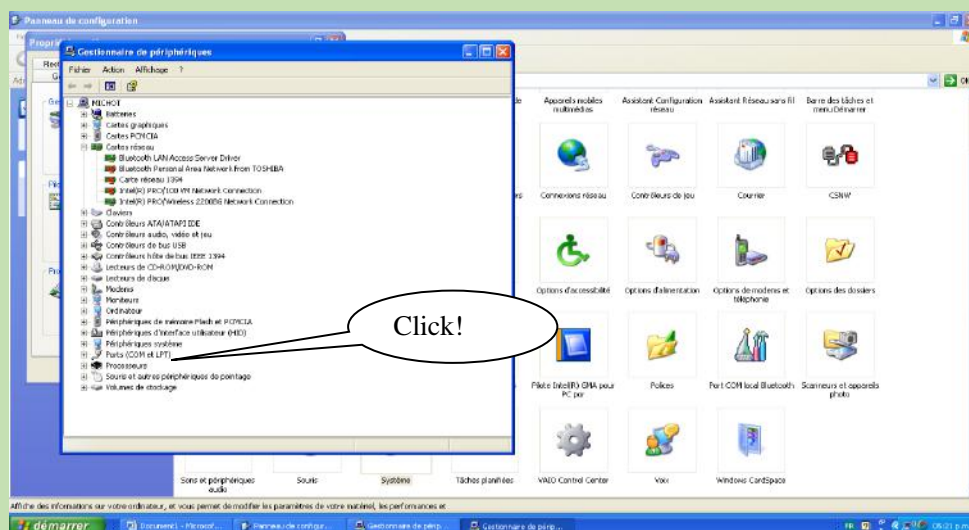 Panneau de configuration
Gestionnaire de périphériques
Fichier Action Affichage ?
MICHOT
Batteries
Cartes graphiques
Cartes PCMCIA
Cartes réseau
Bluetooth LAN Access Server Driver
Bluetooth Personal Area Network from TOSHIBA
Carte réseau 1394
Intel(R) PRO/100 VM Network Connection
Intel(R) PRO/Wireless 2200BG Network Connection
Claviers
Contrôleurs ATA/ATAPI IDE
Contrôleurs audio, vidéo et jeu
Contrôleurs de bus USB
Contrôleurs hôte de bus IEEE 1394
Lecteurs de CD-ROM/DVD-ROM
Lecteurs de disque
Modems
Moniteurs
Ordinateur
Périphériques de mémoire Flash et PCMCIA
Périphériques d'interface utilisateur (HID)
Périphériques système
Ports (COM et LPT)
Processeurs
Souris et autres périphériques de pointage
Volumes de stockage
Click!
Appareils mobiles multimédias
Assistant Configuration réseau
Assistant Réseau sans fil
Barre des tâches et menu Démarrer
Connexions réseau
Contrôleurs de jeu
Courrier
CSNW
Options d'accessibilité
Options d'alimentation
Options de modems et téléphonie
Options des dossiers
Pilote Intel(R) GMA pour PC por
Polices
Port COM local Bluetooth
Scanneurs et appareils photo
Sons et périphériques audio
Souris
Système
Tâches planifiées
VAIO Control Center
Voix
Windows CardSpace
Affiche des informations sur votre ordinateur, et vous permet de modifier les paramètres de votre matériel, les performances et
démarrer
Document1 - Microsof...
Panneau de configur...
Gestionnaire de périp...
Gestionnaire de périp...
FR
05:21 p.m.